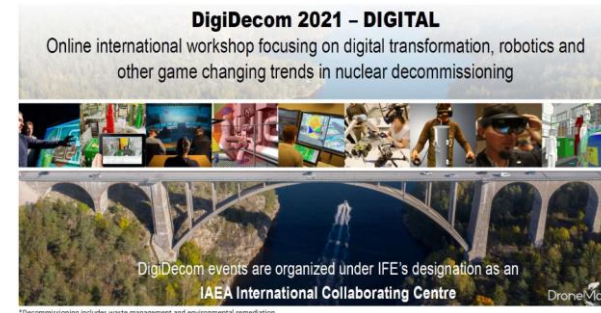 DigiDecom 2021 – DIGITAL
Online international workshop focusing on digital transformation, robotics and
other game changing trends in nuclear decommissioning
DigiDecom events are organized under IFE's designation as an
IAEA International Collaborating Centre
*Decommissioning includes waste management and environmental remediation